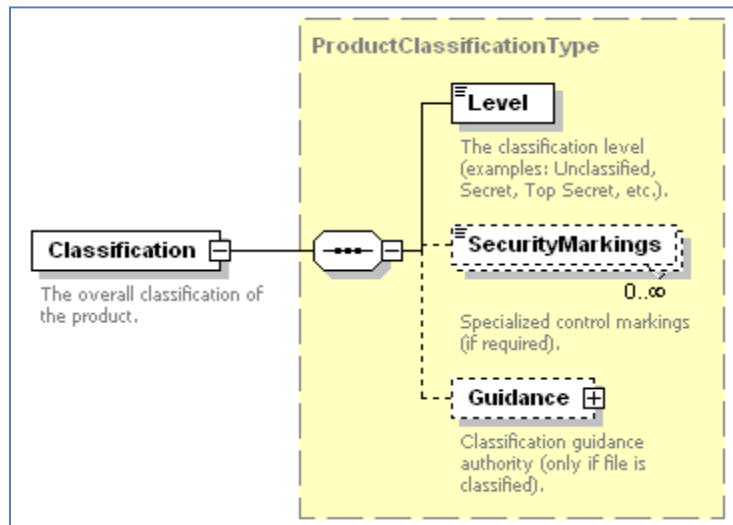 ProductClassificationType
Level
The classification level
(examples: Unclassified,
Secret, Top Secret, etc.).
Classification
The overall classification of
the product.
SecurityMarkings
0..∞
Specialized control markings
(if required).
Guidance
Classification guidance
authority (only if file is
classified).